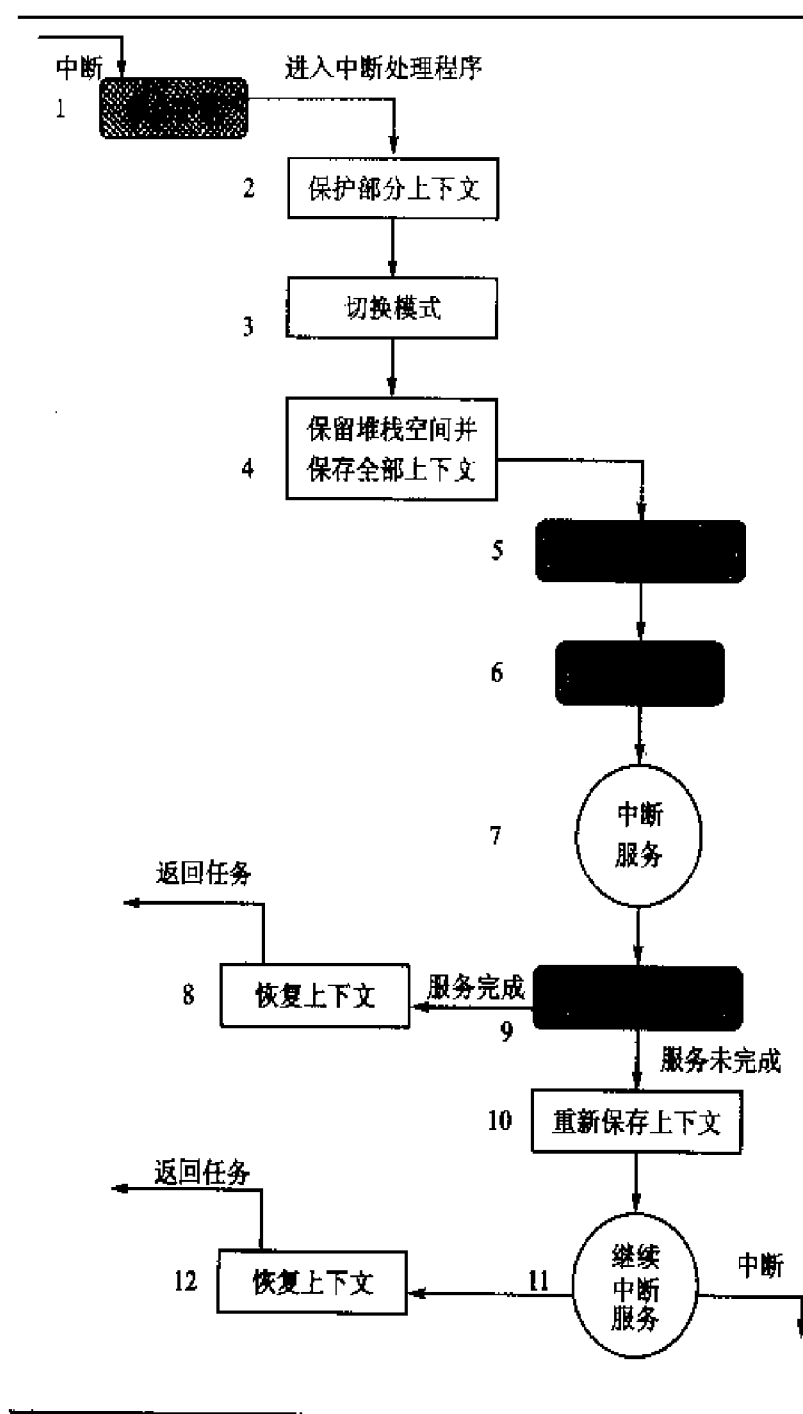 中断
进入中断处理程序
1
2
保护部分上下文
3
切换模式
4
保留堆栈空间并
保存全部上下文
5
6
7
中断
服务
返回任务
8
恢复上下文
服务完成
9
服务未完成
10
重新保存上下文
返回任务
12
恢复上下文
11
继续
中断
服务
中断